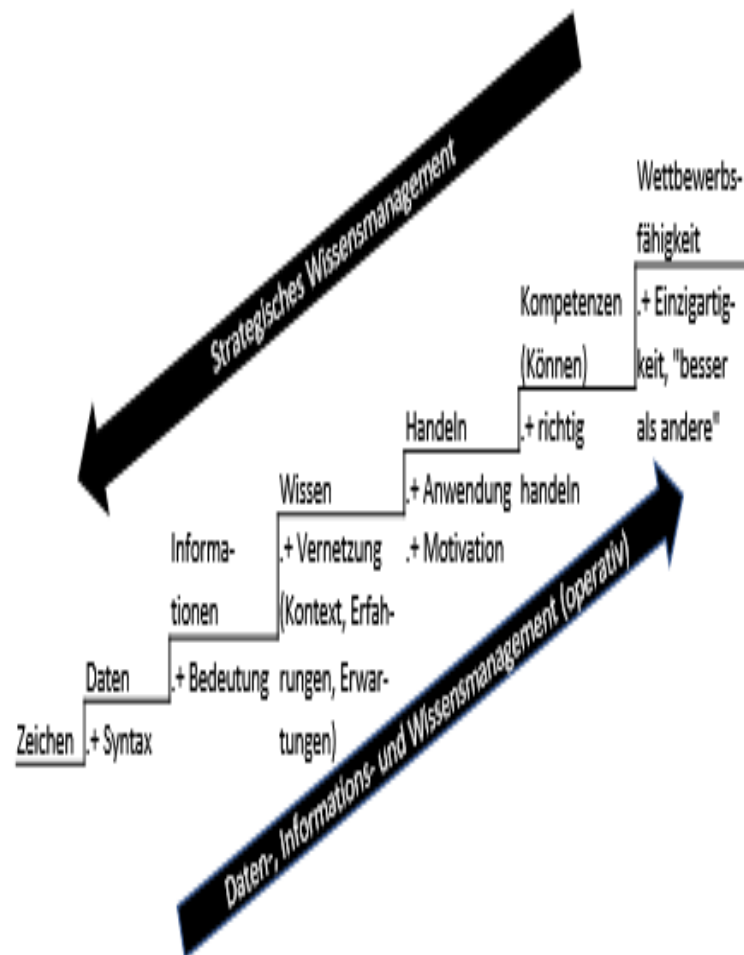 Strategisches Wissensmanagement
Wettbewerbs-
fähigkeit
.+ Einzigartig-
keit, "besser
als andere"
Kompetenzen
(Können)
.+ richtig
handeln
Handeln
.+ Anwendung
.+ Motivation
Wissen
.+ Vernetzung
(Kontext, Erfah-
rungen, Erwar-
tungen)
Informa-
tionen
.+ Bedeutung
Daten
.+ Syntax
Zeichen
Daten-, Informations- und Wissensmanagement (operativ)